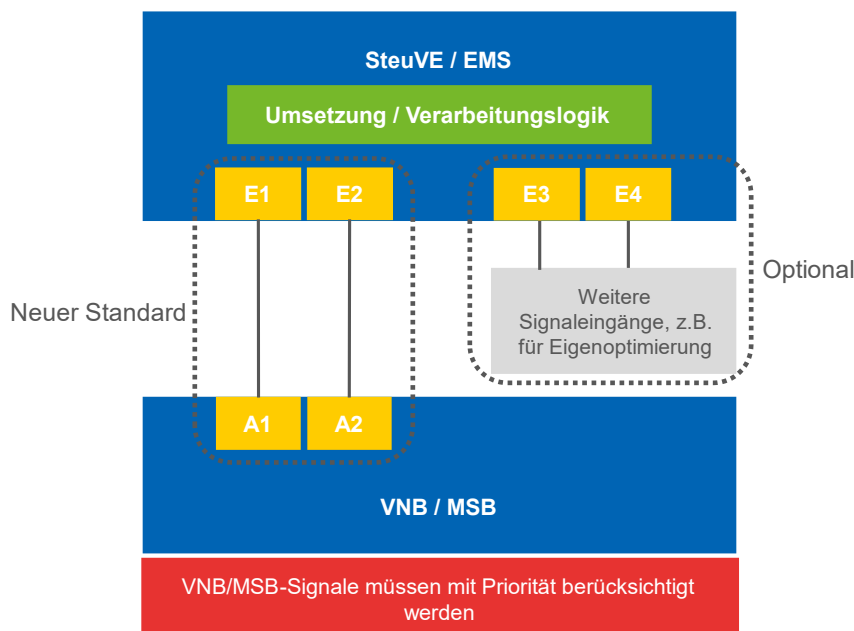 SteuVE / EMS
Umsetzung / Verarbeitungslogik
E1
E2
E3
E4
Optional
Weitere
Signaleingänge, z.B.
für Eigenoptimierung
Neuer Standard
A1
A2
VNB / MSB
VNB/MSB-Signale müssen mit Priorität berücksichtigt
werden